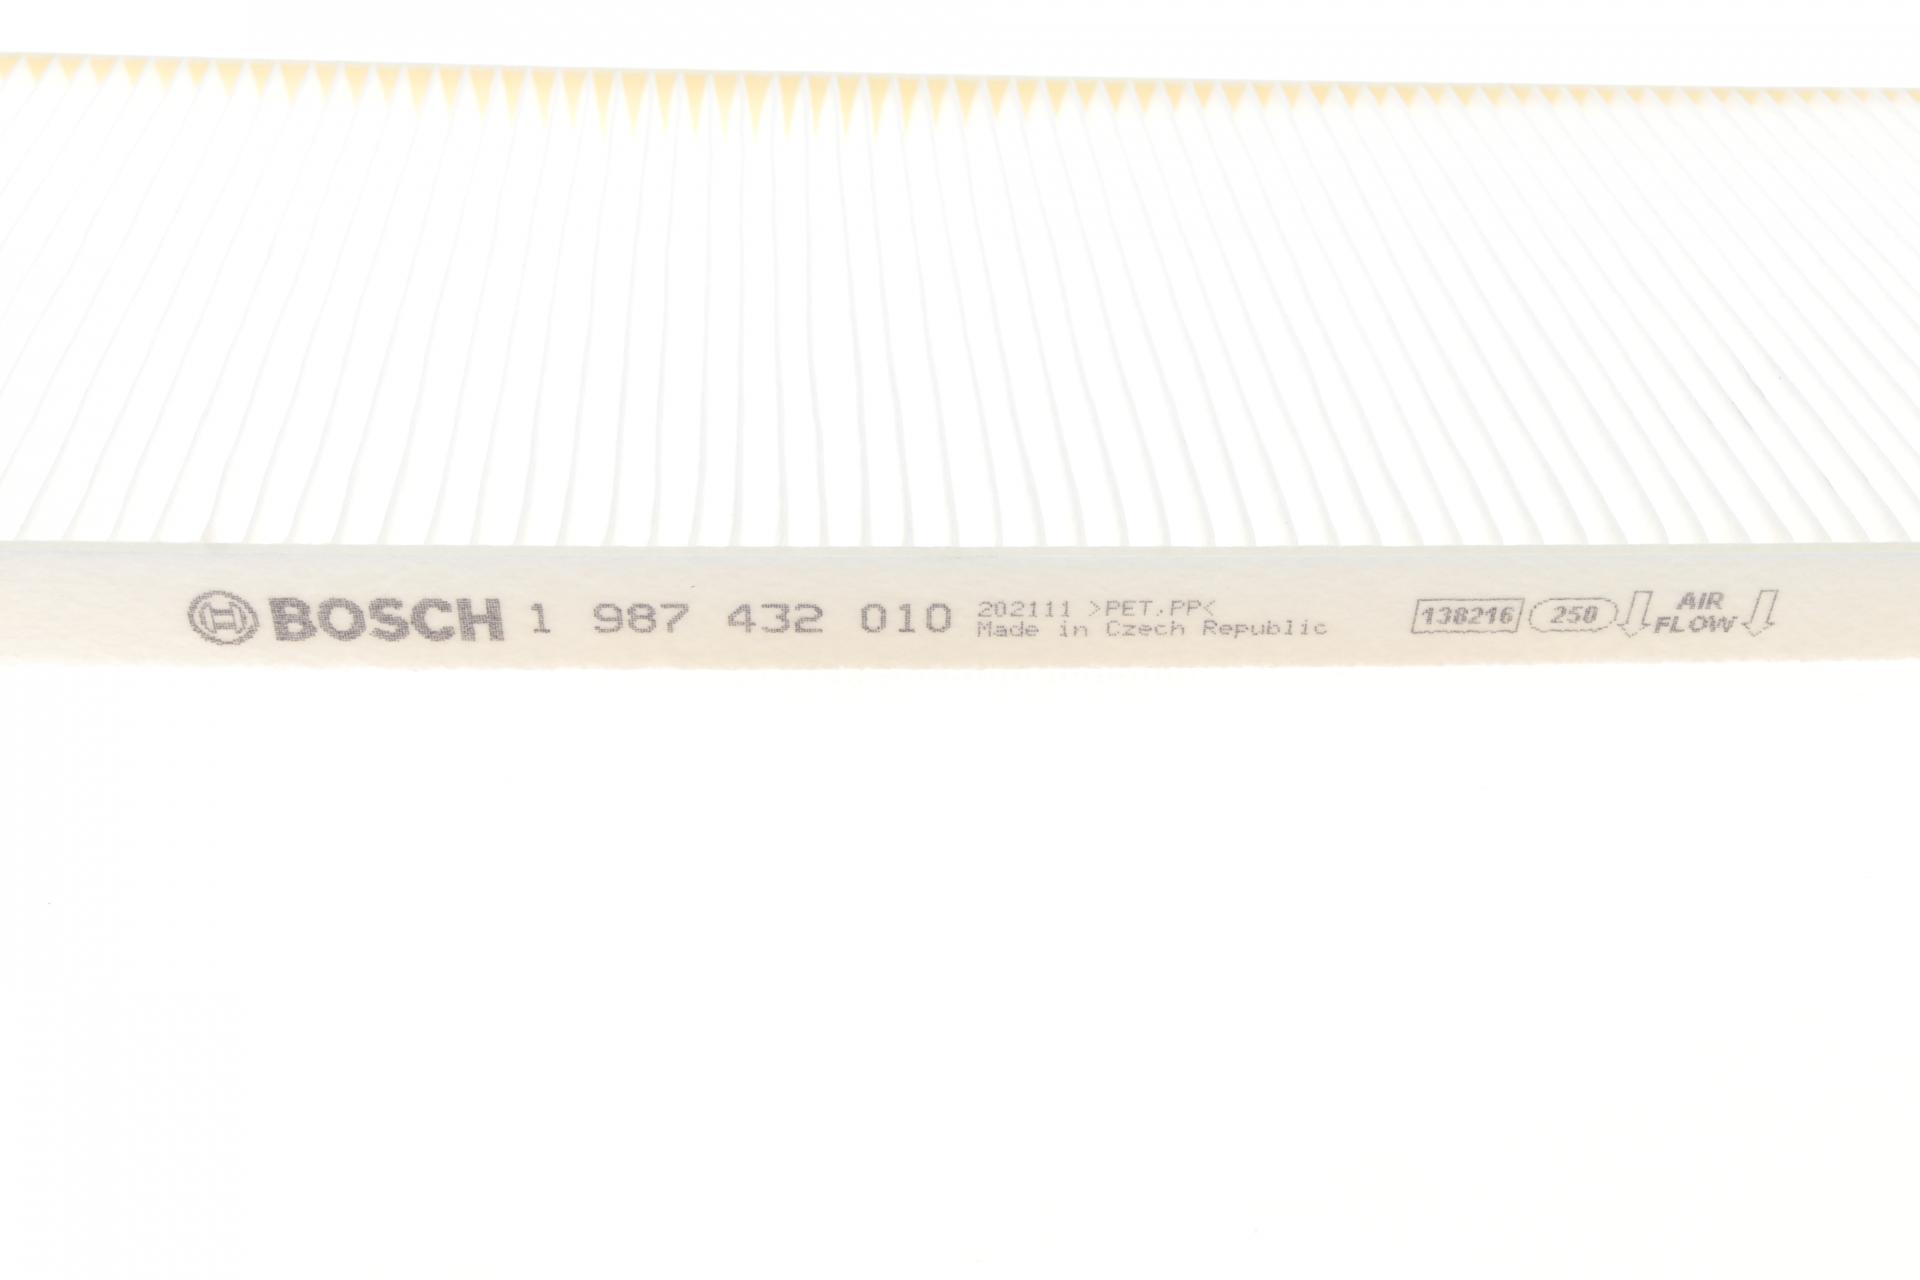 BOSCH 1 987 432 010
202111 >PET.PP<
Made in Czech Republic
138216 250
AIR
FLOW